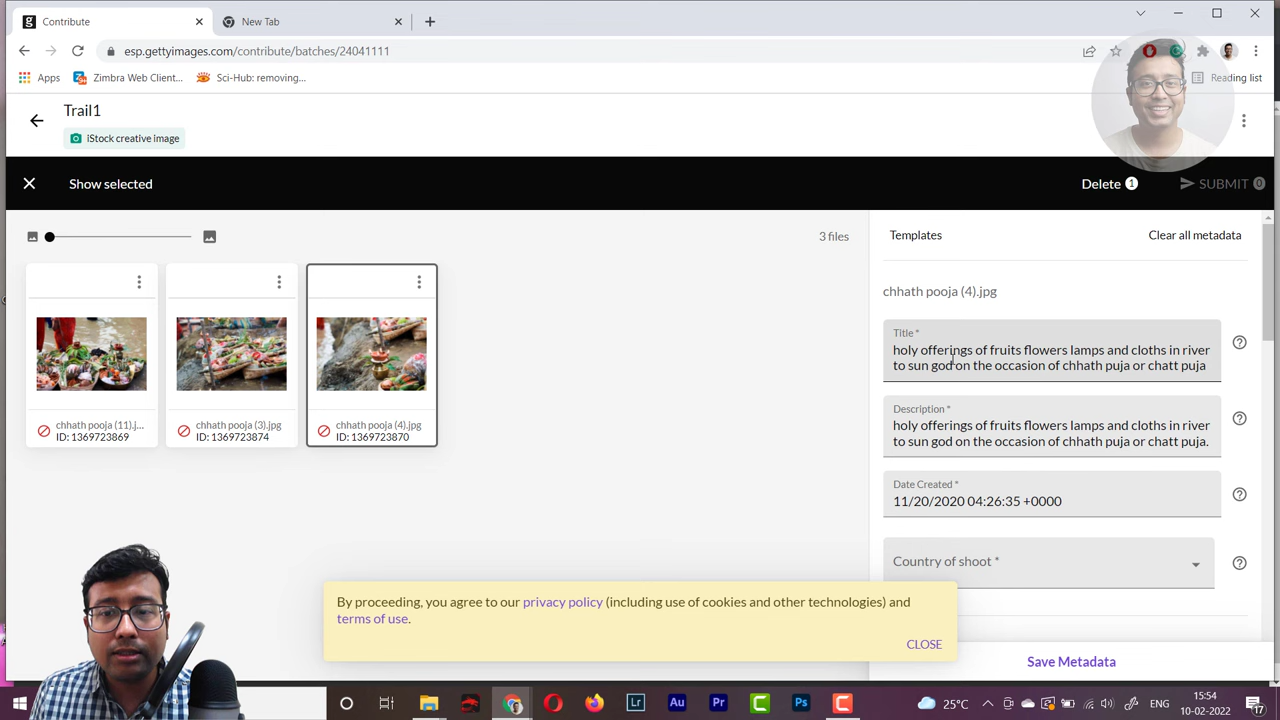 Contribute
New Tab
esp.gettyimages.com/contribute/batches/24041111
Apps
Zimbra Web Client...
Sci-Hub: removing...
Reading list
Trail1
iStock creative image
Show selected
Delete 1
SUBMIT 0
3 files
Templates
Clear all metadata
chhath pooja (11).j...
ID: 1369723869
chhath pooja (3).jpg
ID: 1369723874
chhath pooja (4).jpg
ID: 1369723870
chhath pooja (4).jpg
Title *
holy offerings of fruits flowers lamps and cloths in river
to sun god on the occasion of chhath puja or chatt puja
Description *
holy offerings of fruits flowers lamps and cloths in river
to sun god on the occasion of chhath puja or chatt puja.
Date Created *
11/20/2020 04:26:35 +0000
Country of shoot *
By proceeding, you agree to our privacy policy (including use of cookies and other technologies) and
terms of use.
CLOSE
Save Metadata
Lr
Au
Pr
C
Ps
C
25°C
ENG
15:54
10-02-2022
17